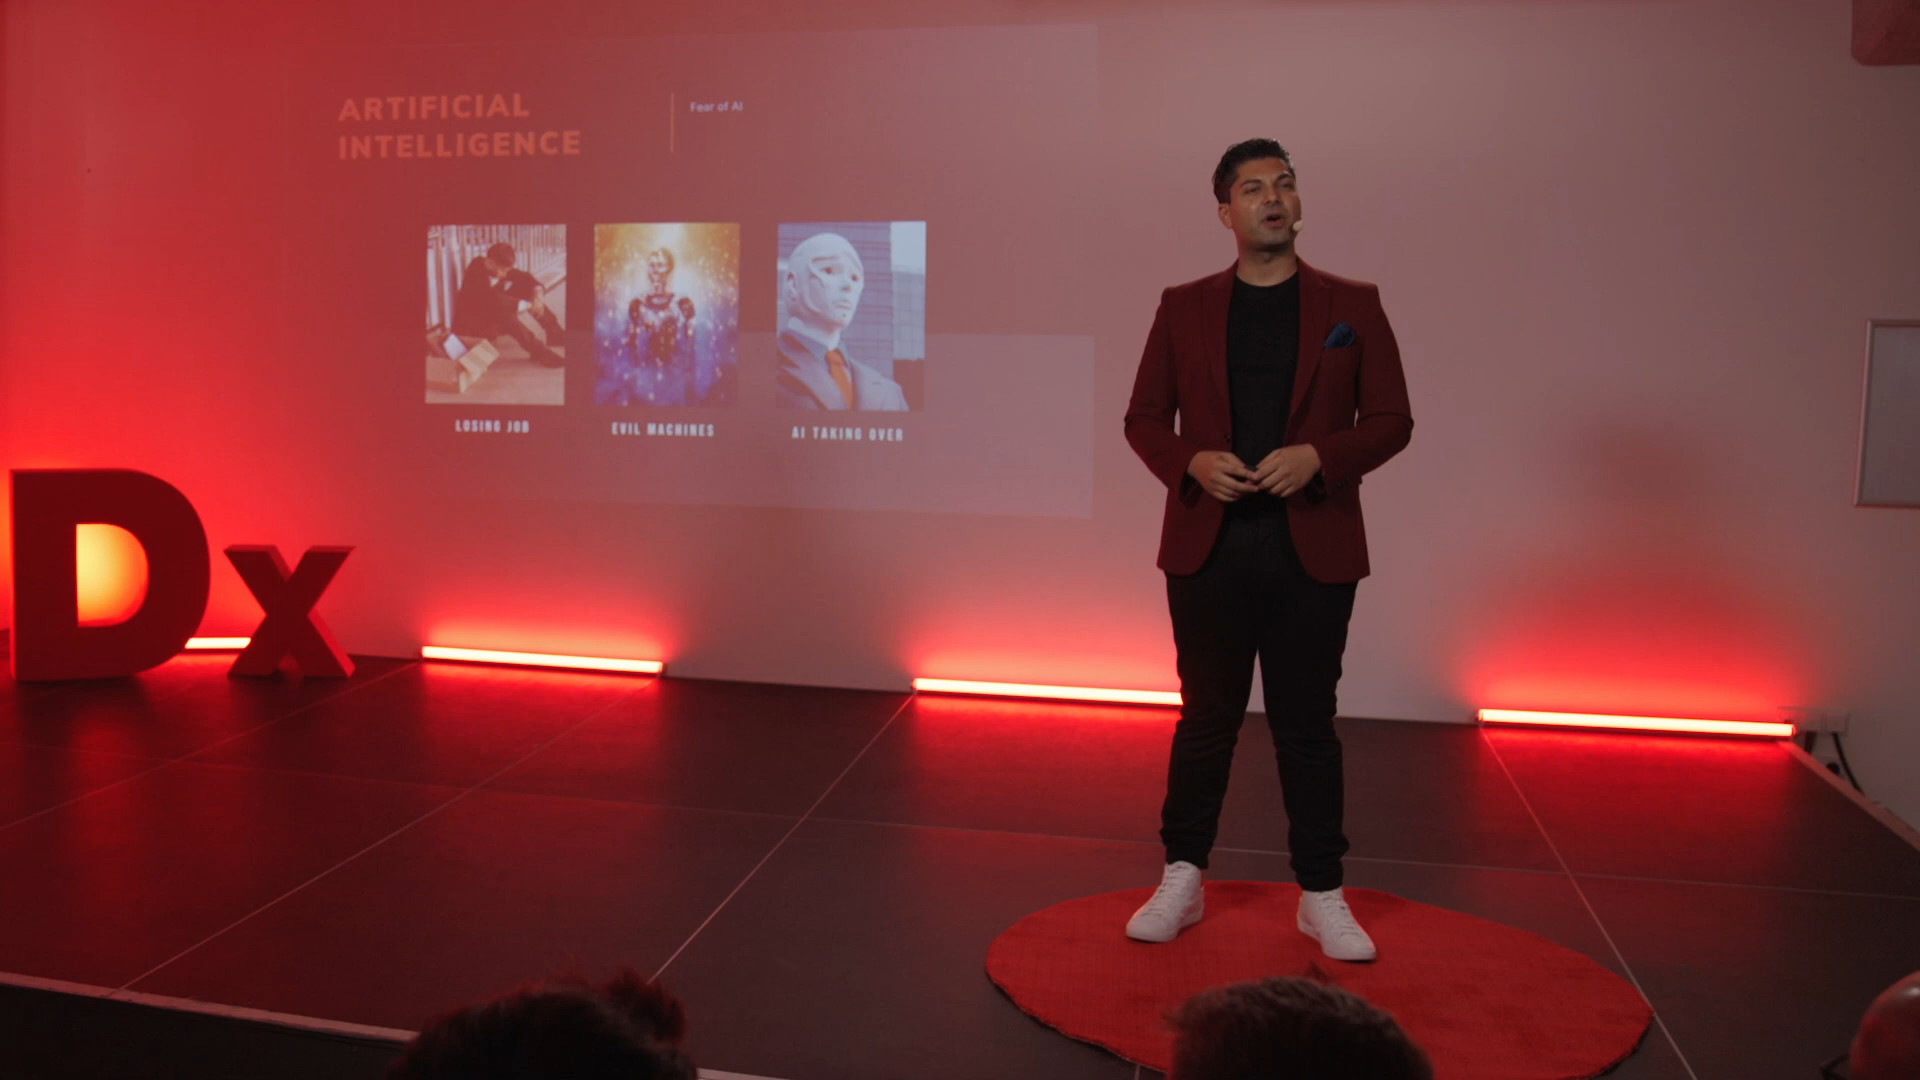 ARTIFICIAL
INTELLIGENCE
Fear of AI
LOSING JOB
EVIL MACHINES
AI TAKING OVER
Dx